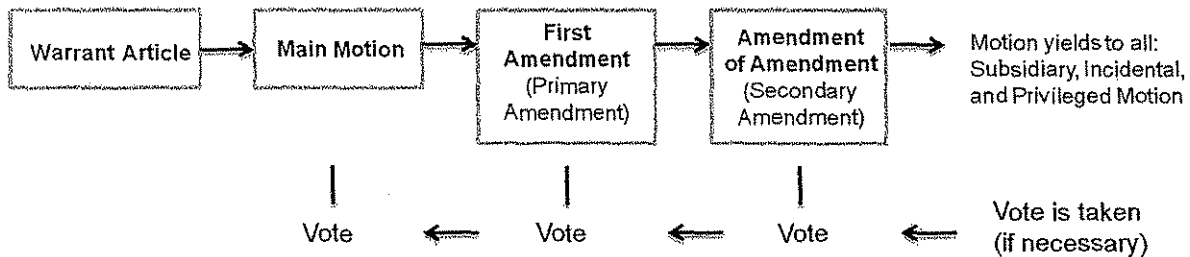 Warrant Article
Main Motion
First
Amendment
(Primary
Amendment)
Amendment
of Amendment
(Secondary
Amendment)
Motion yields to all:
Subsidiary, Incidental,
and Privileged Motion
Vote
Vote
Vote
Vote is taken
(if necessary)